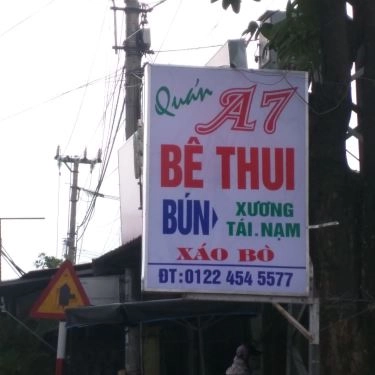 Quán A7
BÊ THUI
BÚN XƯƠNG
TÁI.NẠM
XÁO BÒ
ĐT:0122 454 5577